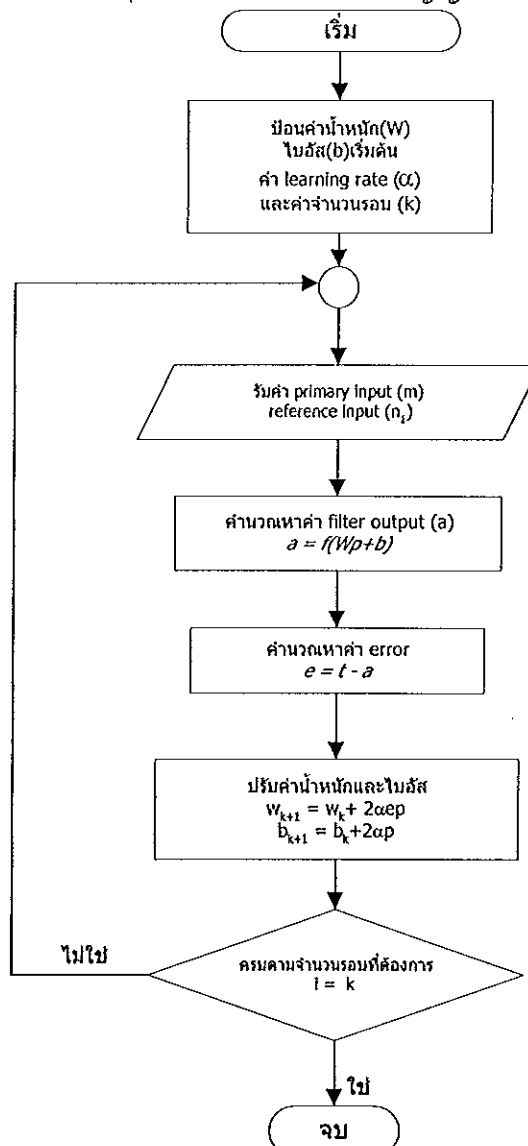 เริ่ม
ป้อนค่าน้ำหนัก(W)
ไบอัส(b)เริ่มต้น
ค่า learning rate (α)
และค่าจำนวนรอบ (k)
รับค่า primary input (m)
reference input (nᵢ)
คำนวณหาค่า filter output (a)
a = f(Wp+b)
คำนวณหาค่า error
e = t - a
ปรับค่าน้ำหนักและไบอัส
wₖ₊₁ = wₖ+ 2αep
bₖ₊₁ = bₖ+2αp
ไม่ใช่
ครบตามจำนวนรอบที่ต้องการ
i = k
ใช่
จบ